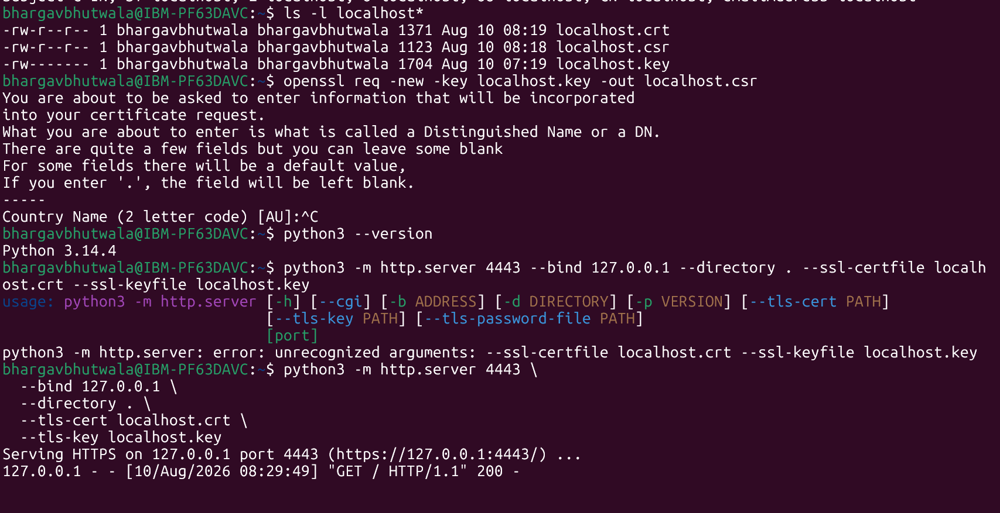 bhargavbhutwala@IBM-PF63DAVC:~$ ls -l localhost*
-rw-r--r-- 1 bhargavbhutwala bhargavbhutwala 1371 Aug 10 08:19 localhost.crt
-rw-r--r-- 1 bhargavbhutwala bhargavbhutwala 1123 Aug 10 08:18 localhost.csr
-rw------- 1 bhargavbhutwala bhargavbhutwala 1704 Aug 10 07:19 localhost.key
bhargavbhutwala@IBM-PF63DAVC:~$ openssl req -new -key localhost.key -out localhost.csr
You are about to be asked to enter information that will be incorporated
into your certificate request.
What you are about to enter is what is called a Distinguished Name or a DN.
There are quite a few fields but you can leave some blank
For some fields there will be a default value,
If you enter '.', the field will be left blank.
-----
Country Name (2 letter code) [AU]:^C
bhargavbhutwala@IBM-PF63DAVC:~$ python3 --version
Python 3.14.4
bhargavbhutwala@IBM-PF63DAVC:~$ python3 -m http.server 4443 --bind 127.0.0.1 --directory . --ssl-certfile localh
ost.crt --ssl-keyfile localhost.key
usage: python3 -m http.server [-h] [--cgi] [-b ADDRESS] [-d DIRECTORY] [-p VERSION] [--tls-cert PATH]
[--tls-key PATH] [--tls-password-file PATH]
[port]
python3 -m http.server: error: unrecognized arguments: --ssl-certfile localhost.crt --ssl-keyfile localhost.key
bhargavbhutwala@IBM-PF63DAVC:~$ python3 -m http.server 4443 \
--bind 127.0.0.1 \
--directory . \
--tls-cert localhost.crt \
--tls-key localhost.key
Serving HTTPS on 127.0.0.1 port 4443 (https://127.0.0.1:4443/) ...
127.0.0.1 - - [10/Aug/2026 08:29:49] "GET / HTTP/1.1" 200 -